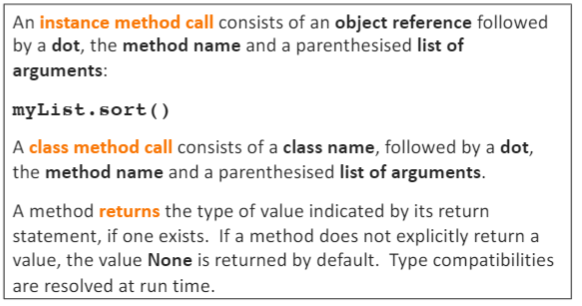 An instance method call consists of an object reference followed
by a dot, the method name and a parenthesised list of
arguments:
myList.sort()
A class method call consists of a class name, followed by a dot,
the method name and a parenthesised list of arguments.
A method returns the type of value indicated by its return
statement, if one exists. If a method does not explicitly return a
value, the value None is returned by default. Type compatibilities
are resolved at run time.